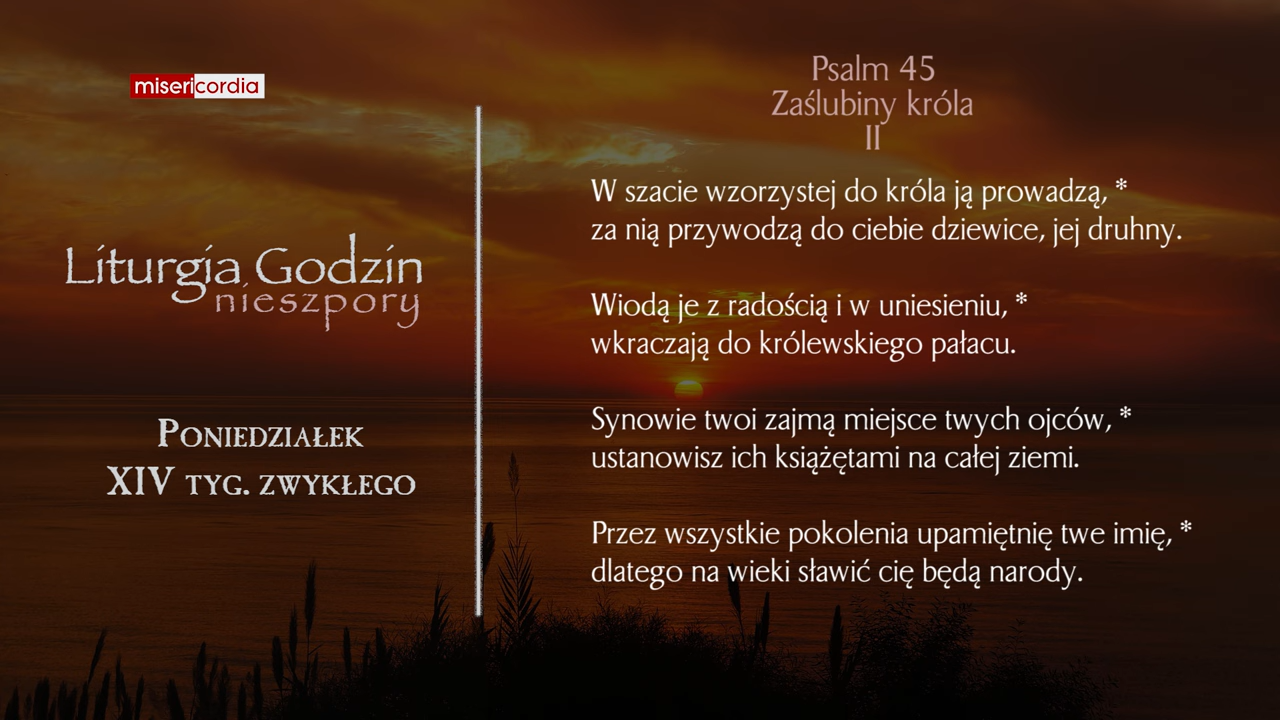 misericordia
Liturgia Godzin
nieszpory
Poniedziałek
XIV tyg. zwykłego
Psalm 45
Zaślubiny króla
II
W szacie wzorzystej do króla ją prowadzą, *
za nią przywodzą do ciebie dziewice, jej druhny.
Wiodą je z radością i w uniesieniu, *
wkraczają do królewskiego pałacu.
Synowie twoi zajmą miejsce twych ojców, *
ustanowisz ich książętami na całej ziemi.
Przez wszystkie pokolenia upamiętnię twe imię, *
dlatego na wieki sławić cię będą narody.